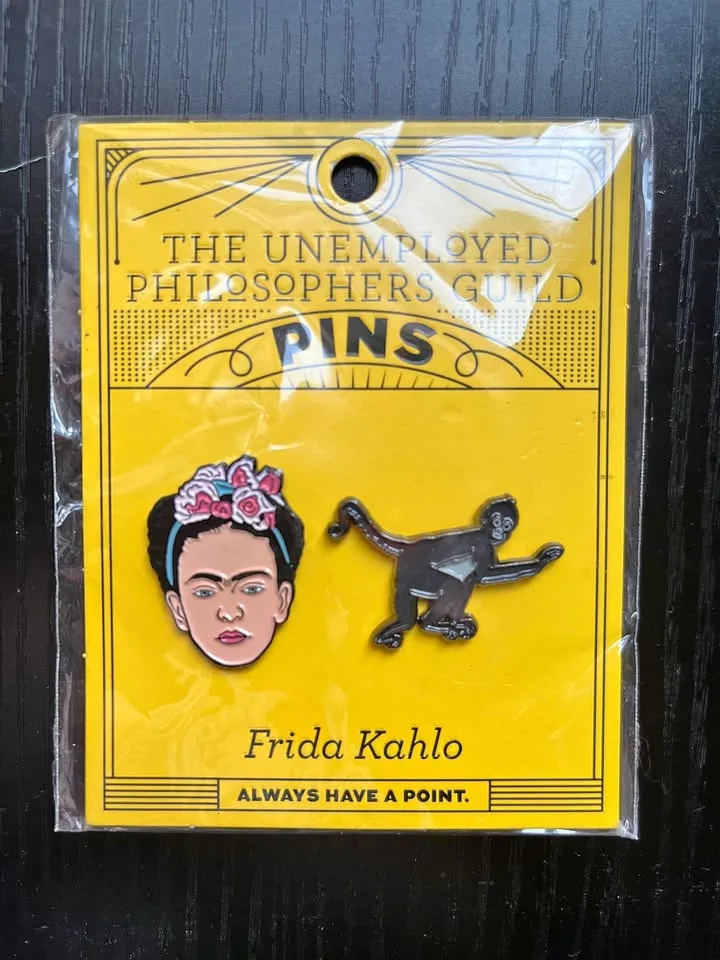 THE UNEMPLOYED
PHILOSOPHERS GUILD
PINS
Frida Kahlo
ALWAYS HAVE A POINT.